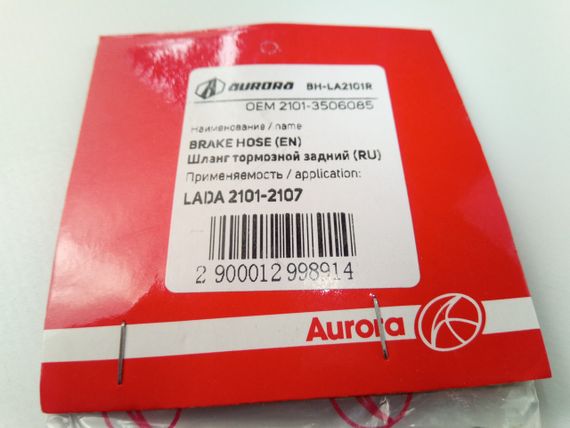 AURORA BH-LA2101R
OEM 2101-3506085
Наименование / name
BRAKE HOSE (EN)
Шланг тормозной задний (RU)
Применяемость / application:
LADA 2101-2107
2 900012 998914
Aurora